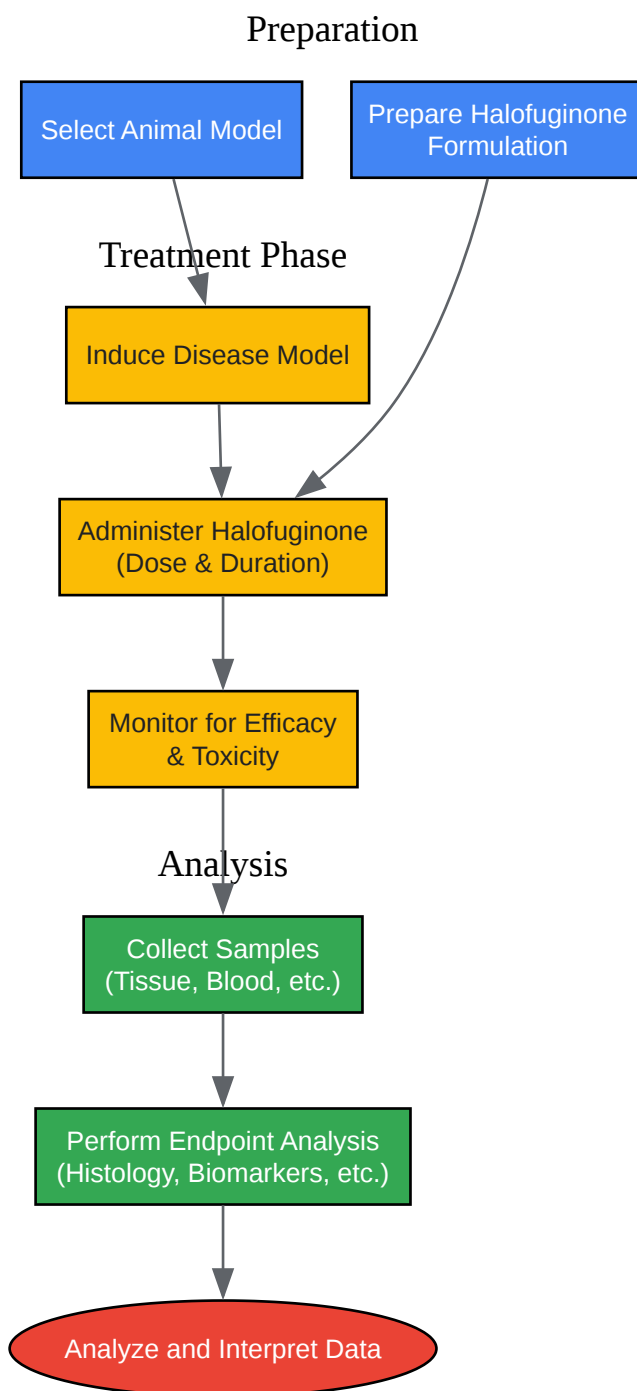 Preparation
Select Animal Model
Prepare Halofuginone
Formulation
Treatment Phase
Induce Disease Model
Administer Halofuginone
(Dose & Duration)
Monitor for Efficacy
& Toxicity
Analysis
Collect Samples
(Tissue, Blood, etc.)
Perform Endpoint Analysis
(Histology, Biomarkers, etc.)
Analyze and Interpret Data